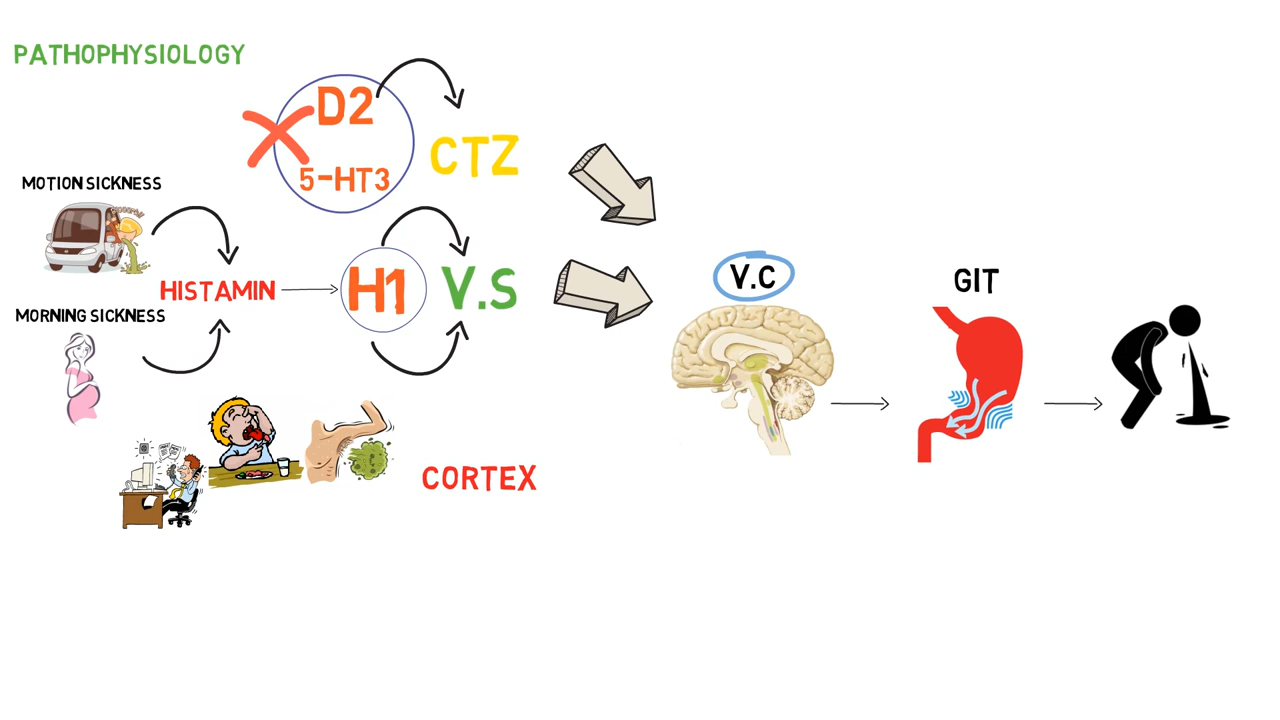 PATHOPHYSIOLOGY
D2
5-HT3
CTZ
MOTION SICKNESS
HISTAMIN
H1
V.S
MORNING SICKNESS
CORTEX
V.C
GIT